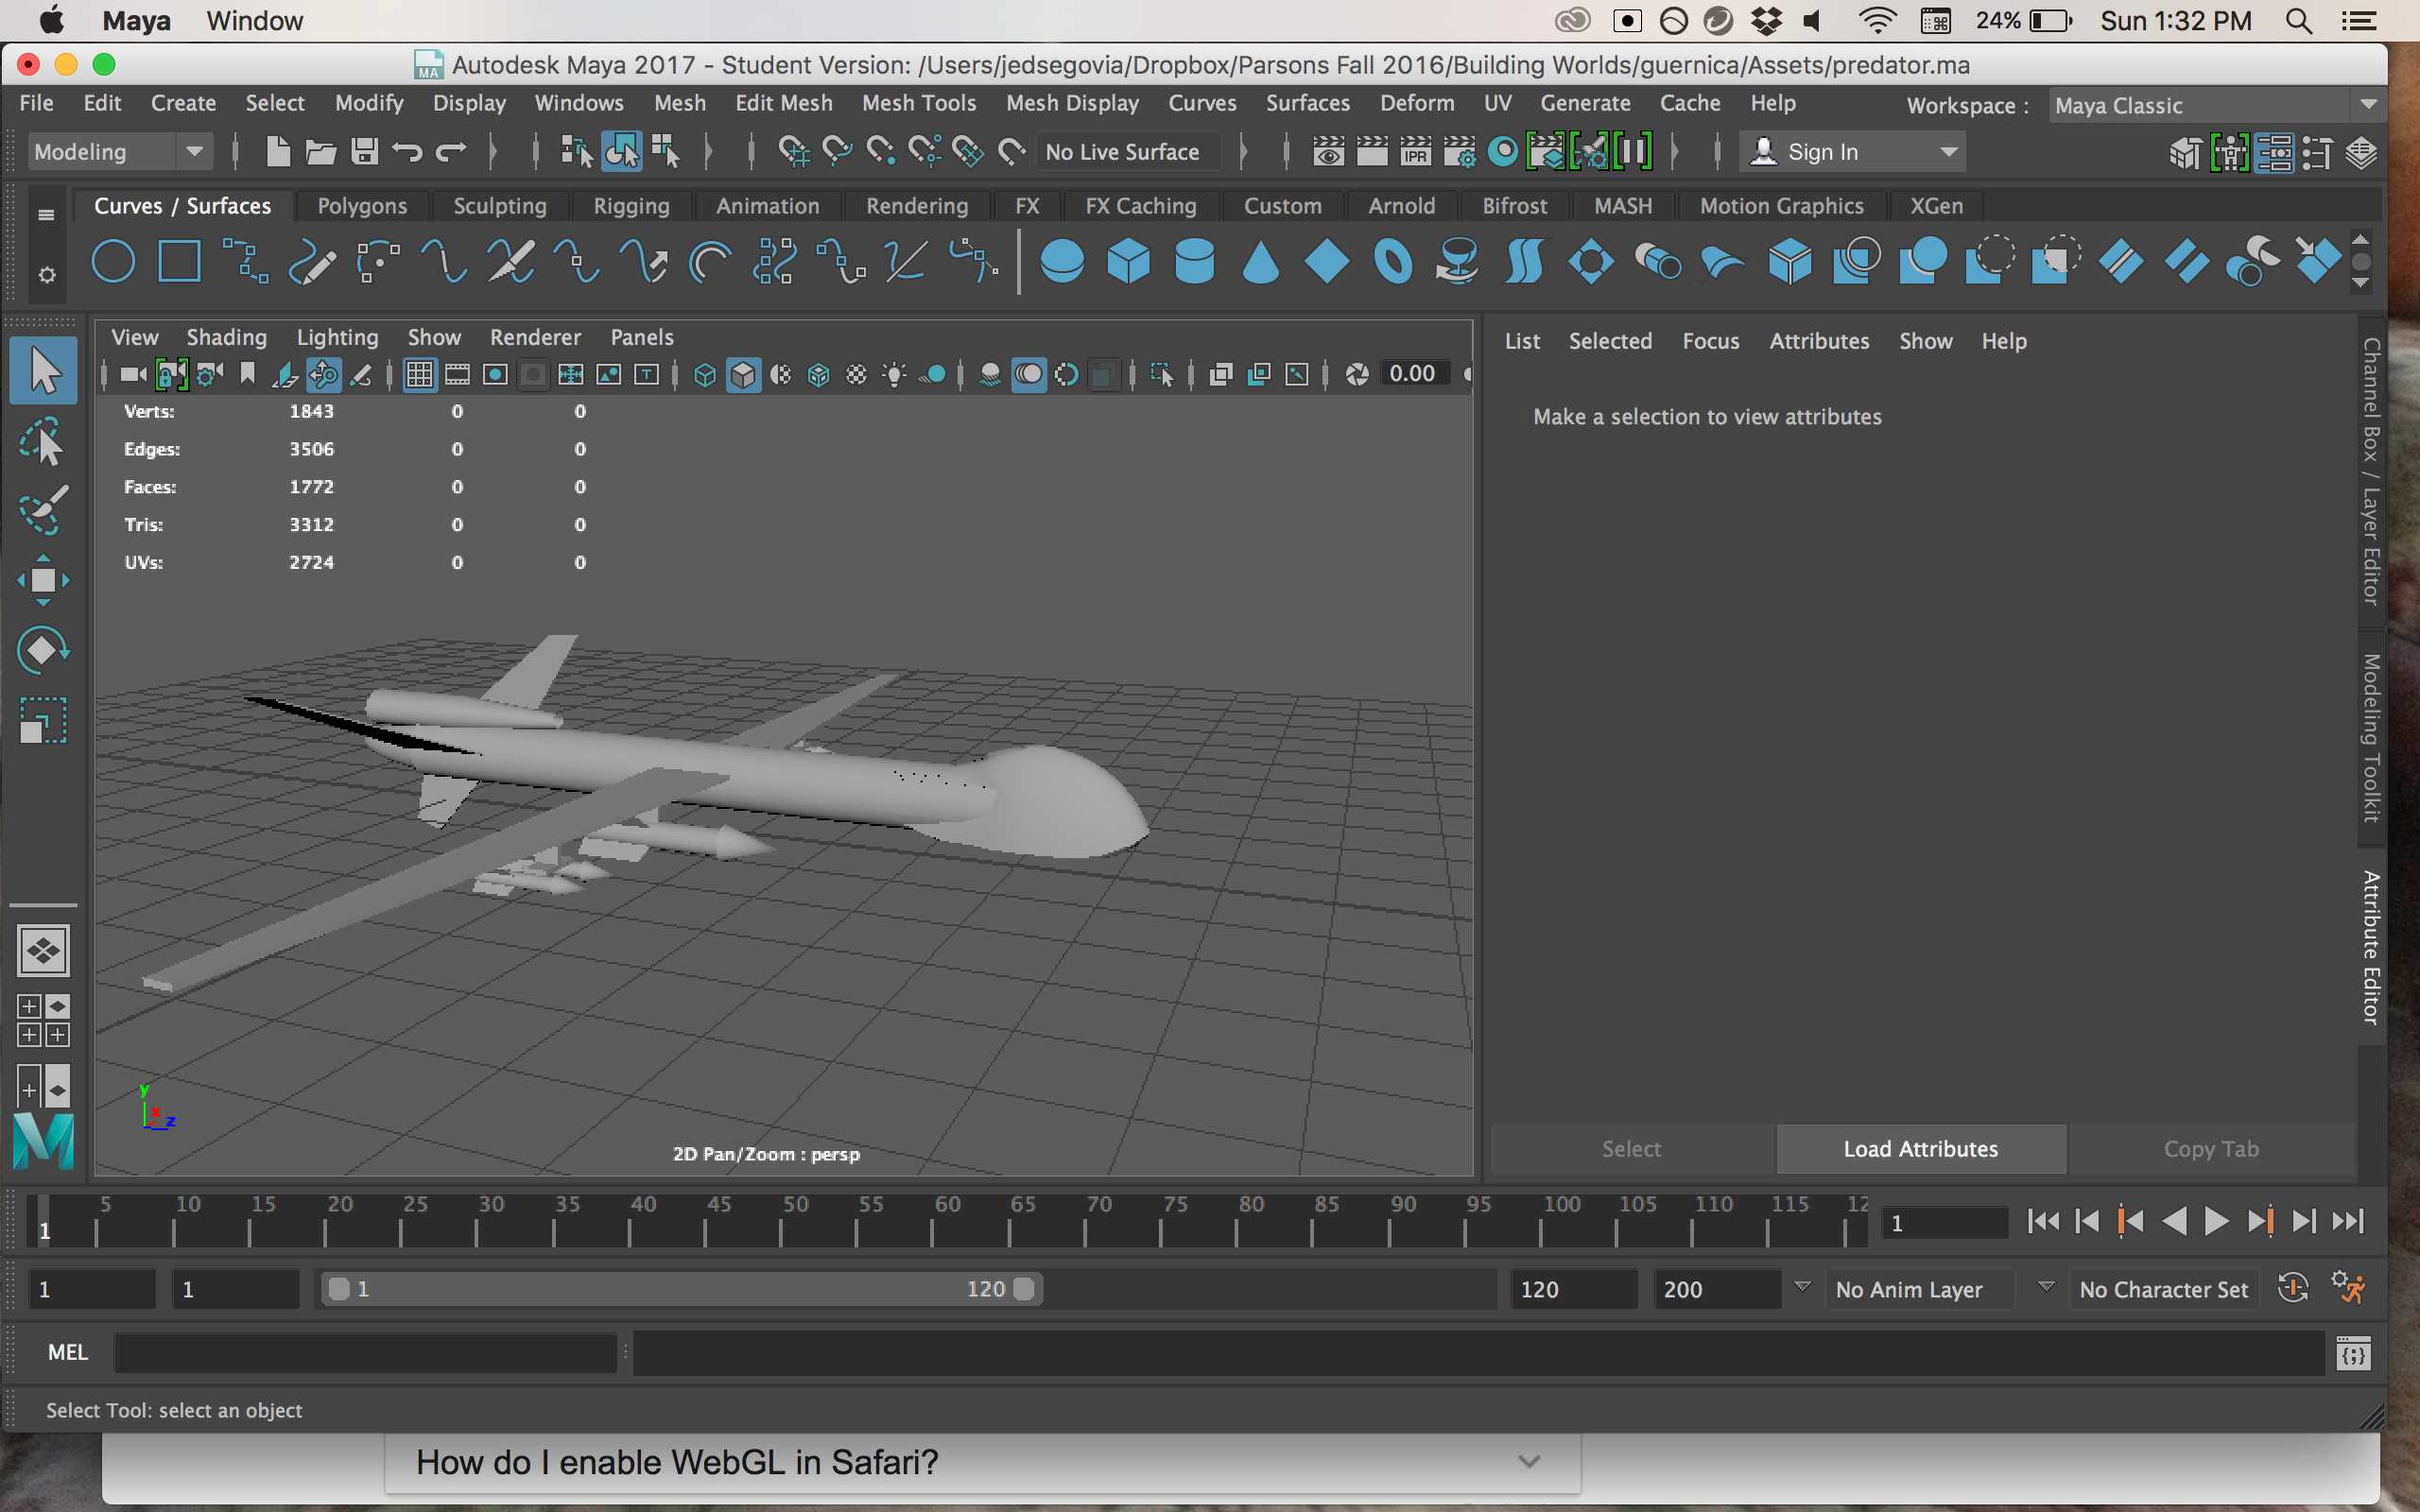 Maya Window 24% Sun 1:32 PM
MA Autodesk Maya 2017 - Student Version: /Users/jedsegovia/Dropbox/Parsons Fall 2016/Building Worlds/guernica/Assets/predator.ma
File Edit Create Select Modify Display Windows Mesh Edit Mesh Mesh Tools Mesh Display Curves Surfaces Deform UV Generate Cache Help Workspace : Maya Classic
Modeling No Live Surface IPR Sign In
Curves / Surfaces Polygons Sculpting Rigging Animation Rendering FX FX Caching Custom Arnold Bifrost MASH Motion Graphics XGen
View Shading Lighting Show Renderer Panels
0.00
Verts: 1843 0 0
Edges: 3506 0 0
Faces: 1772 0 0
Tris: 3312 0 0
UVs: 2724 0 0
y
x
z
2D Pan/Zoom : persp
List Selected Focus Attributes Show Help
Make a selection to view attributes
Select Load Attributes Copy Tab
Channel Box / Layer Editor
Modeling Toolkit
Attribute Editor
5 10 15 20 25 30 35 40 45 50 55 60 65 70 75 80 85 90 95 100 105 110 115 12
1 1
1 1 1 120 120 200 No Anim Layer No Character Set
MEL
Select Tool: select an object
How do I enable WebGL in Safari?